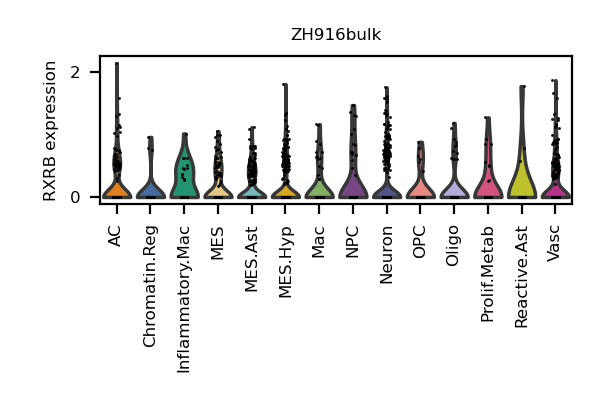 ZH916bulk
RXRB expression
2
0
AC
Chromatin.Reg
Inflammatory.Mac
MES
MES.Ast
MES.Hyp
Mac
NPC
Neuron
OPC
Oligo
Prolif.Metab
Reactive.Ast
Vasc